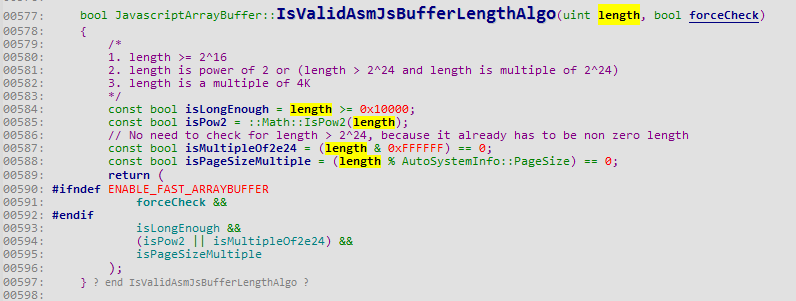 00577: bool JavascriptArrayBuffer::IsValidAsmJsBufferLengthAlgo(uint length, bool forceCheck)
00578: {
00579: /*
00580: 1. length >= 2^16
00581: 2. length is power of 2 or (length > 2^24 and length is multiple of 2^24)
00582: 3. length is a multiple of 4K
00583: */
00584: const bool isLongEnough = length >= 0x10000;
00585: const bool isPow2 = ::Math::IsPow2(length);
00586: // No need to check for length > 2^24, because it already has to be non zero length
00587: const bool isMultipleOf2e24 = (length & 0xFFFFFF) == 0;
00588: const bool isPageSizeMultiple = (length % AutoSystemInfo::PageSize) == 0;
00589: return (
00590: #ifndef ENABLE_FAST_ARRAYBUFFER
00591: forceCheck &&
00592: #endif
00593: isLongEnough &&
00594: (isPow2 || isMultipleOf2e24) &&
00595: isPageSizeMultiple
00596: );
00597: } ? end IsValidAsmJsBufferLengthAlgo ?
00598: